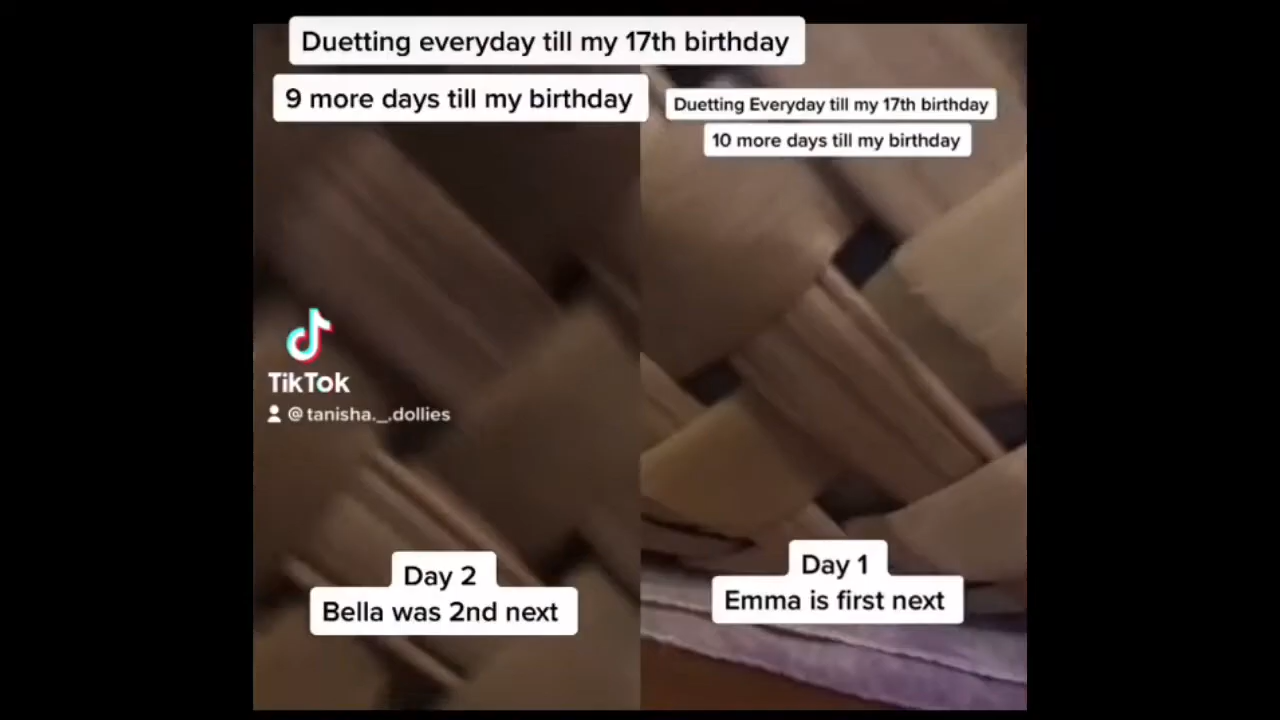 Duetting everyday till my 17th birthday
9 more days till my birthday
Duetting Everyday till my 17th birthday
10 more days till my birthday
TikTok
@tanisha._.dollies
Day 2
Bella was 2nd next
Day 1
Emma is first next